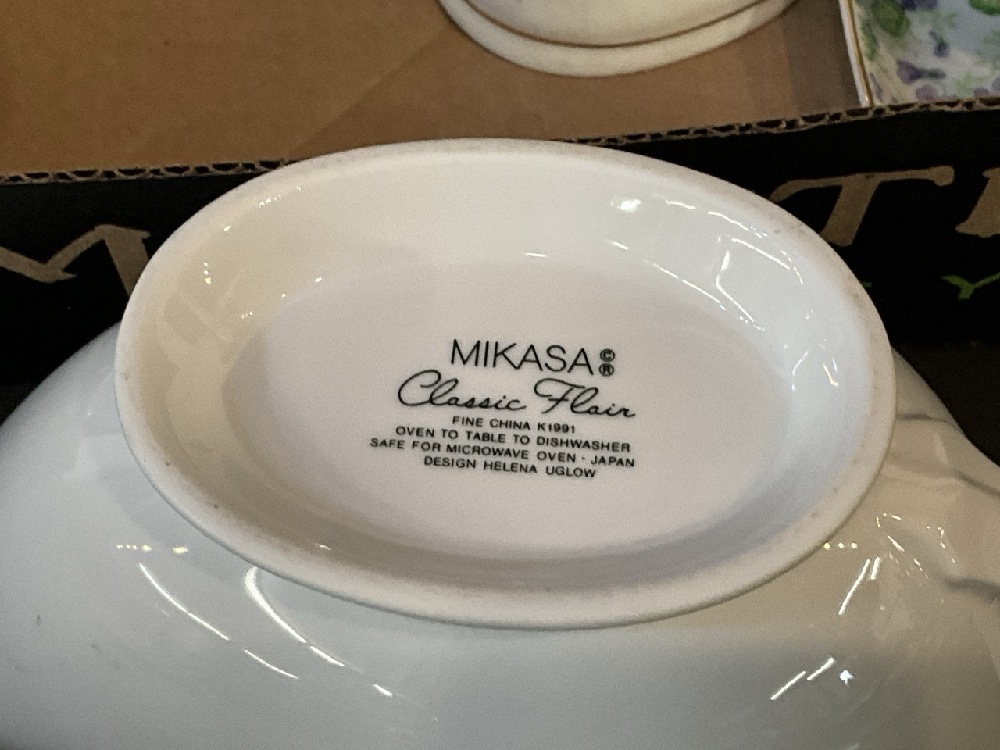 MIKASA ©®
Classic Flair
FINE CHINA K1991
OVEN TO TABLE TO DISHWASHER
SAFE FOR MICROWAVE OVEN · JAPAN
DESIGN HELENA UGLOW